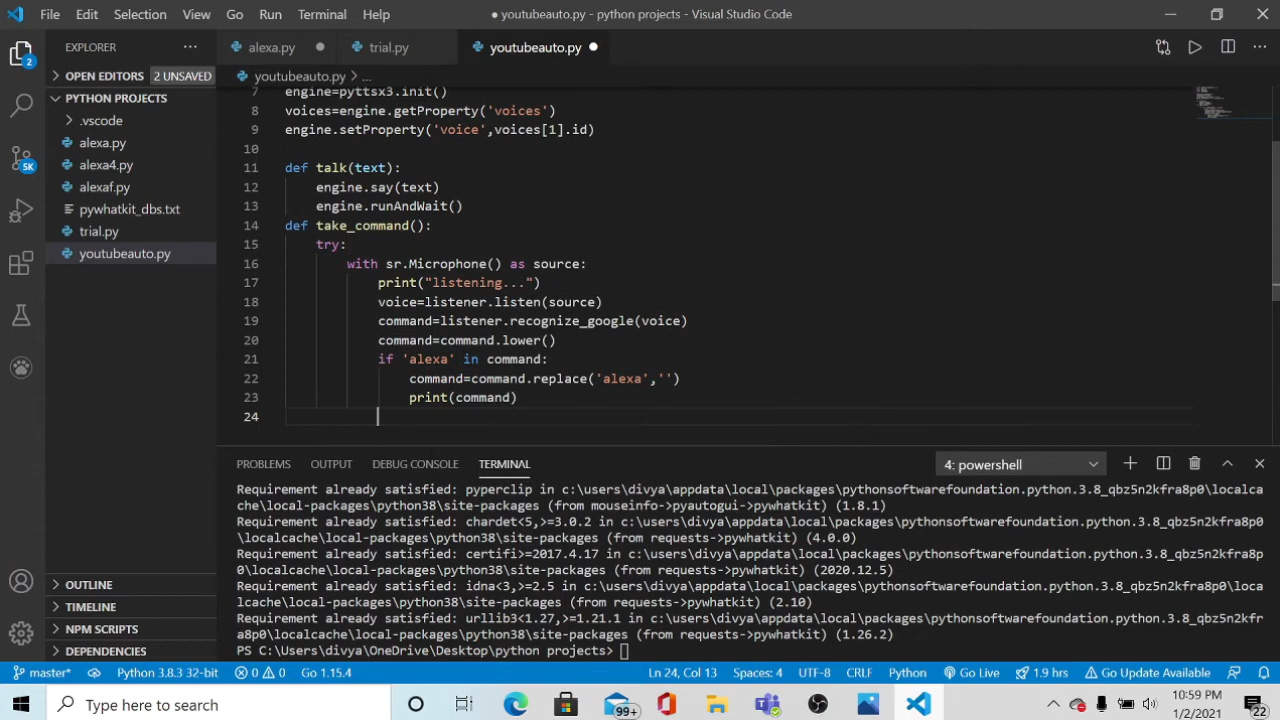 File Edit Selection View Go Run Terminal Help
● youtubeauto.py - python projects - Visual Studio Code
EXPLORER
alexa.py
trial.py
youtubeauto.py
OPEN EDITORS 2 UNSAVED
youtubeauto.py > ...
PYTHON PROJECTS
.vscode
alexa.py
alexa4.py
alexaf.py
pywhatkit_dbs.txt
trial.py
youtubeauto.py
OUTLINE
TIMELINE
NPM SCRIPTS
DEPENDENCIES
2
5K
7 engine=pyttsx3.init()
8 voices=engine.getProperty('voices')
9 engine.setProperty('voice',voices[1].id)
10
11 def talk(text):
12 engine.say(text)
13 engine.runAndWait()
14 def take_command():
15 try:
16 with sr.Microphone() as source:
17 print("listening...")
18 voice=listener.listen(source)
19 command=listener.recognize_google(voice)
20 command=command.lower()
21 if 'alexa' in command:
22 command=command.replace('alexa','')
23 print(command)
24
PROBLEMS OUTPUT DEBUG CONSOLE TERMINAL 4: powershell
Requirement already satisfied: pyperclip in c:\users\divya\appdata\local\packages\pythonsoftwarefoundation.python.3.8_qbz5n2kfra8p0\localca
che\local-packages\python38\site-packages (from mouseinfo->pyautogui->pywhatkit) (1.8.1)
Requirement already satisfied: chardet<5,>=3.0.2 in c:\users\divya\appdata\local\packages\pythonsoftwarefoundation.python.3.8_qbz5n2kfra8p0
\localcache\local-packages\python38\site-packages (from requests->pywhatkit) (4.0.0)
Requirement already satisfied: certifi>=2017.4.17 in c:\users\divya\appdata\local\packages\pythonsoftwarefoundation.python.3.8_qbz5n2kfra8p
0\localcache\local-packages\python38\site-packages (from requests->pywhatkit) (2020.12.5)
Requirement already satisfied: idna<3,>=2.5 in c:\users\divya\appdata\local\packages\pythonsoftwarefoundation.python.3.8_qbz5n2kfra8p0\loca
lcache\local-packages\python38\site-packages (from requests->pywhatkit) (2.10)
Requirement already satisfied: urllib3<1.27,>=1.21.1 in c:\users\divya\appdata\local\packages\pythonsoftwarefoundation.python.3.8_qbz5n2kfr
a8p0\localcache\local-packages\python38\site-packages (from requests->pywhatkit) (1.26.2)
PS C:\Users\divya\OneDrive\Desktop\python projects>
master* Python 3.8.3 32-bit 0 0 Go 1.15.4 Ln 24, Col 13 Spaces: 4 UTF-8 CRLF Python Go Live 1.9 hrs Go Update Available
Type here to search
99+
10:59 PM
1/2/2021
22